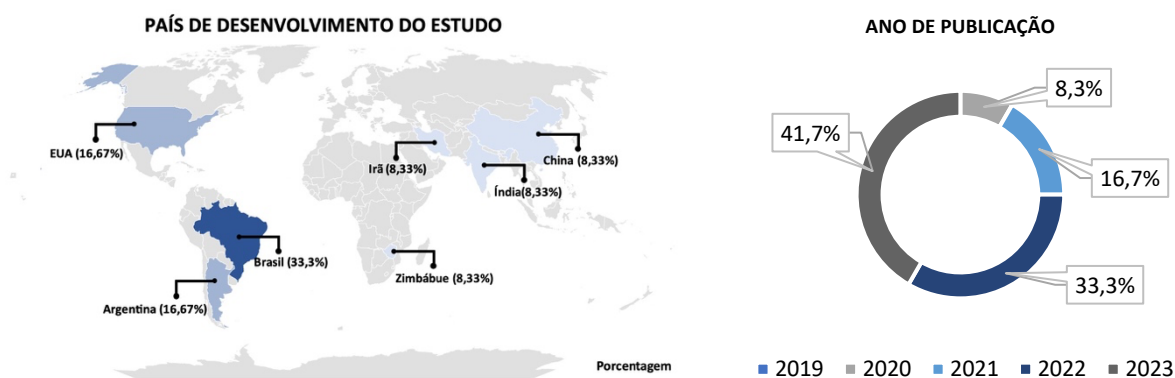 PAÍS DE DESENVOLVIMENTO DO ESTUDO
EUA (16,67%)
Irã (8,33%)
China (8,33%)
Índia(8,33%)
Brasil (33,3%)
Zimbábue (8,33%)
Argentina (16,67%)
Porcentagem
ANO DE PUBLICAÇÃO
8,3%
41,7%
16,7%
33,3%
2019 2020 2021 2022 2023